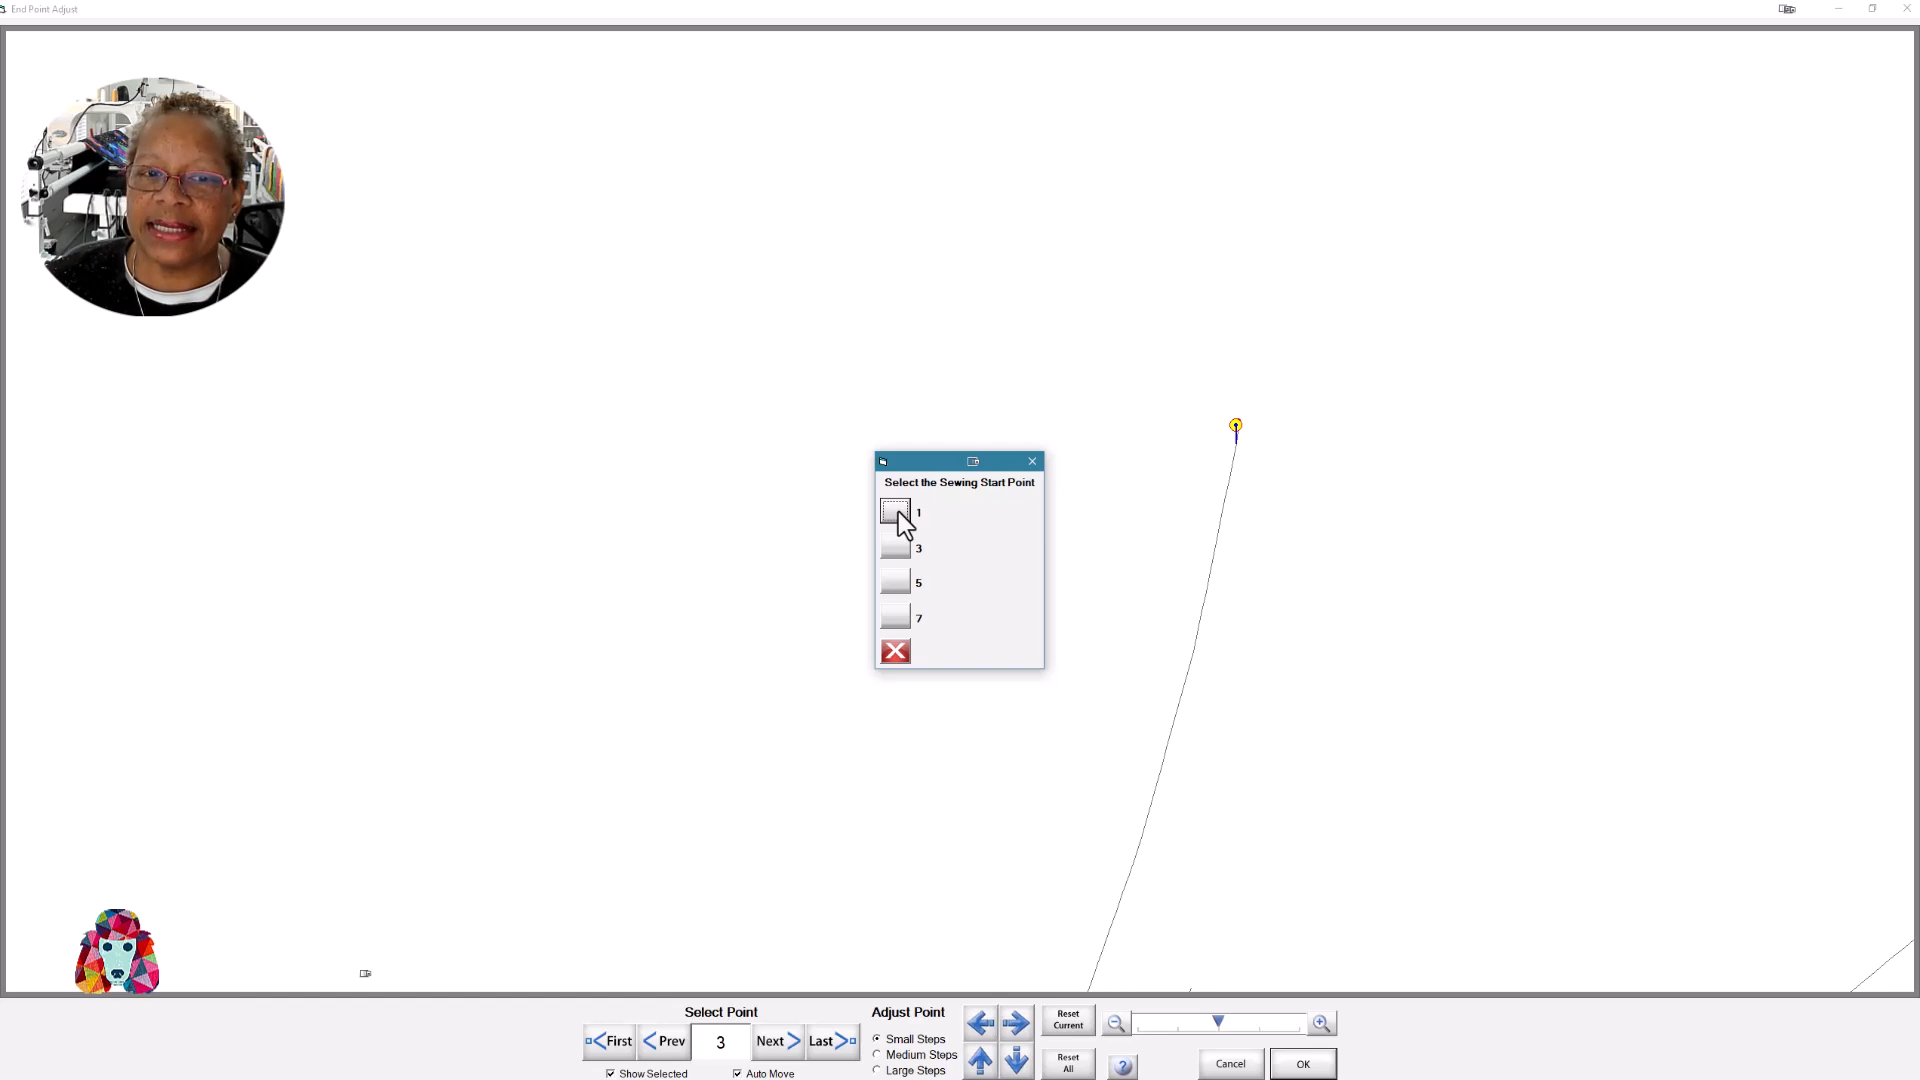 End Point Adjust
Select the Sewing Start Point
1
3
5
7
Select Point
First
Prev
3
Next
Last
Show Selected
Auto Move
Adjust Point
Small Steps
Medium Steps
Large Steps
Reset Current
Reset All
?
Cancel
OK